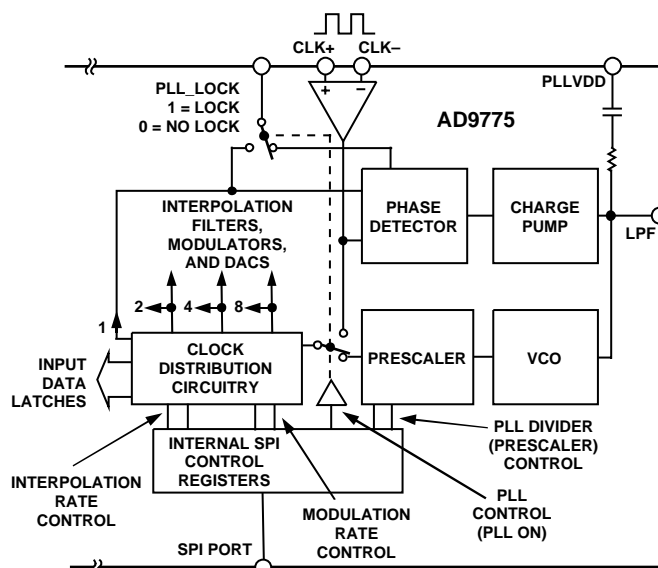 CLK+
CLK–
PLL_LOCK
1 = LOCK
0 = NO LOCK
+
–
PLLVDD
AD9775
INTERPOLATION
FILTERS,
MODULATORS,
AND DACS
PHASE
DETECTOR
CHARGE
PUMP
LPF
2
4
8
1
CLOCK
DISTRIBUTION
CIRCUITRY
PRESCALER
VCO
INPUT
DATA
LATCHES
INTERNAL SPI
CONTROL
REGISTERS
PLL DIVIDER
(PRESCALER)
CONTROL
INTERPOLATION
RATE
CONTROL
MODULATION
RATE
CONTROL
PLL
CONTROL
(PLL ON)
SPI PORT